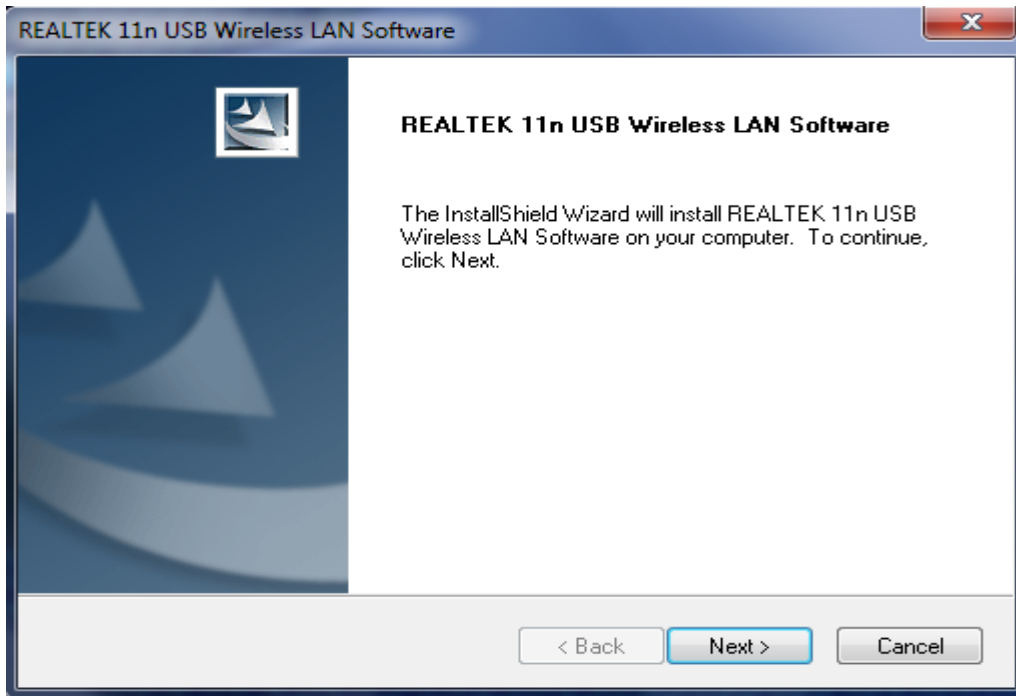 REALTEK 11n USB Wireless LAN Software
REALTEK 11n USB Wireless LAN Software
The InstallShield Wizard will install REALTEK 11n USB
Wireless LAN Software on your computer.  To continue,
click Next.
< Back
Next >
Cancel